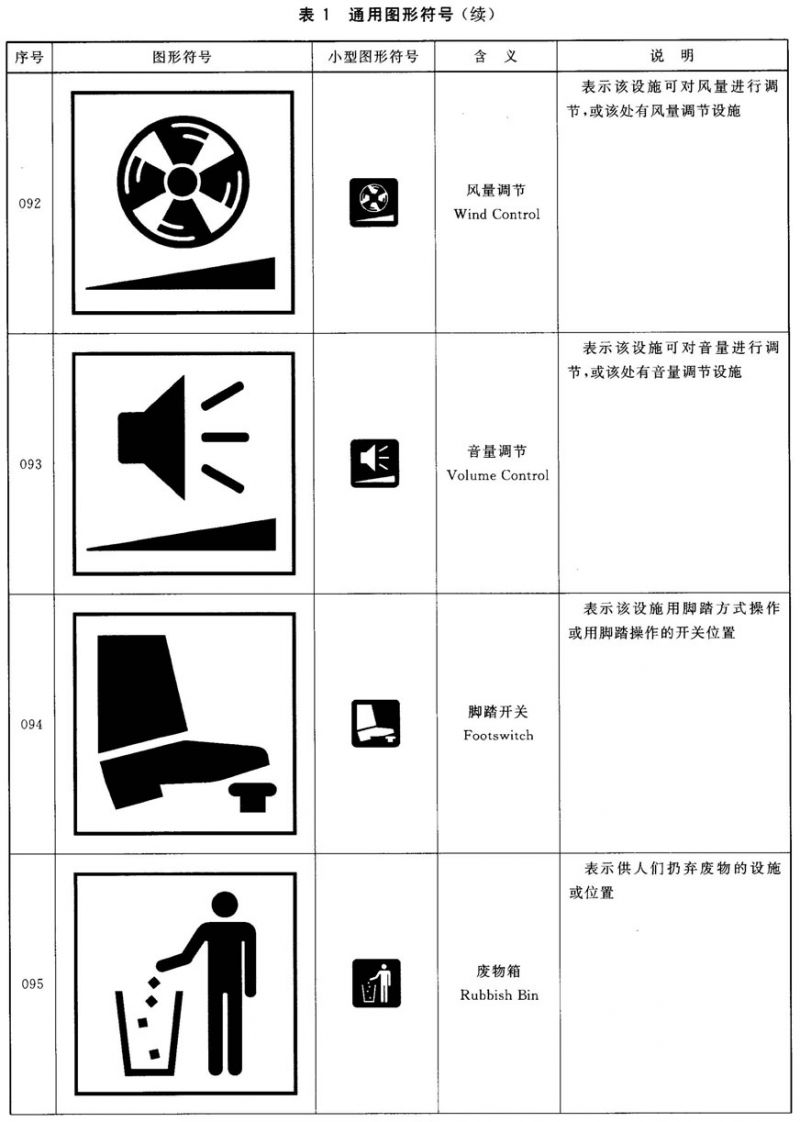 表 1 通用图形符号(续)
序号 图形符号 小型图形符号 含 义 说 明
092
风量调节
Wind Control
表示该设施可对风量进行调
节,或该处有风量调节设施
093
音量调节
Volume Control
表示该设施可对音量进行调
节,或该处有音量调节设施
094
脚踏开关
Footswitch
表示该设施用脚踏方式操作
或用脚踏操作的开关位置
095
废物箱
Rubbish Bin
表示供人们扔弃废物的设施
或位置